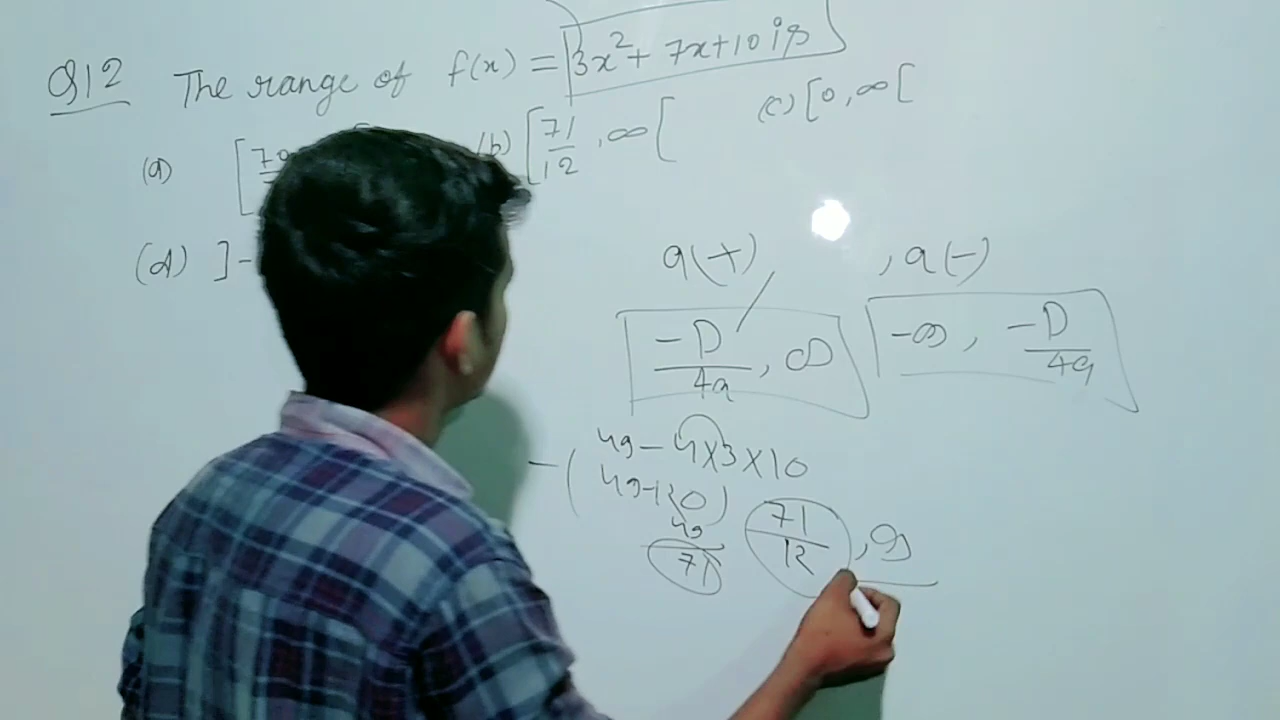 Q12 The range of f(x) = 3x² + 7x + 10 is
(a) [ (b) [71/12, ∞[ (c) [0, ∞[
(d) ]-
a(+) , a(-)
-D/4a, ∞ -∞, -D/4a
-( 49 - 4×3×10
49-120)
49
71 71/12, ∞